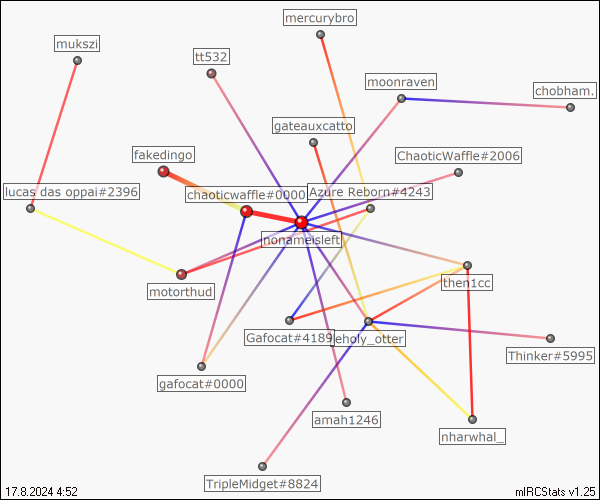 mercurybro
mukszi
tt532
moonraven
chobham.
gateauxcatto
fakedingo
ChaoticWaffle#2006
lucas das oppai#2396
chaoticwaffle#0000
Azure Reborn#4243
nonameisleft
then1cc
motorthud
Gafocat#4189
eholy_otter
Thinker#5995
gafocat#0000
amah1246
nharwhal_
TripleMidget#8824
17.8.2024 4:52
mIRCStats v1.25